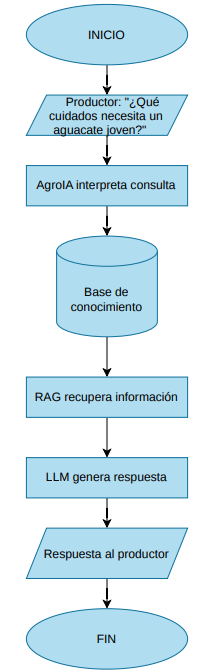 INICIO
Productor: "¿Qué
cuidados necesita un
aguacate joven?"
AgroIA interpreta consulta
Base de
conocimiento
RAG recupera información
LLM genera respuesta
Respuesta al productor
FIN